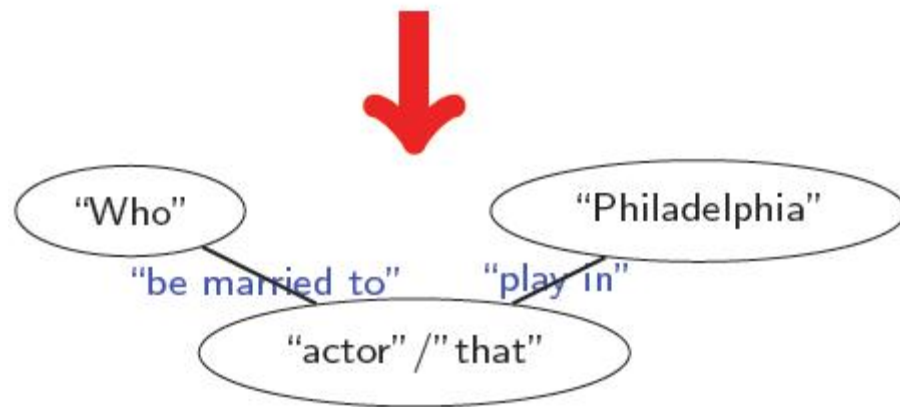 “Who”
“Philadelphia”
“be married to”
“play in”
“actor” /” that”